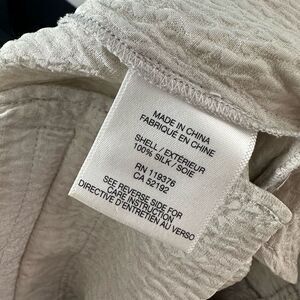 MADE IN CHINA
FABRIQUÉ EN CHINE
SHELL / EXTÉRIEUR
100% SILK / SOIE
RN 119376
CA 52192
SEE REVERSE SIDE FOR
CARE INSTRUCTION
DIRECTIVE D'ENTRETIEN AU VERSO